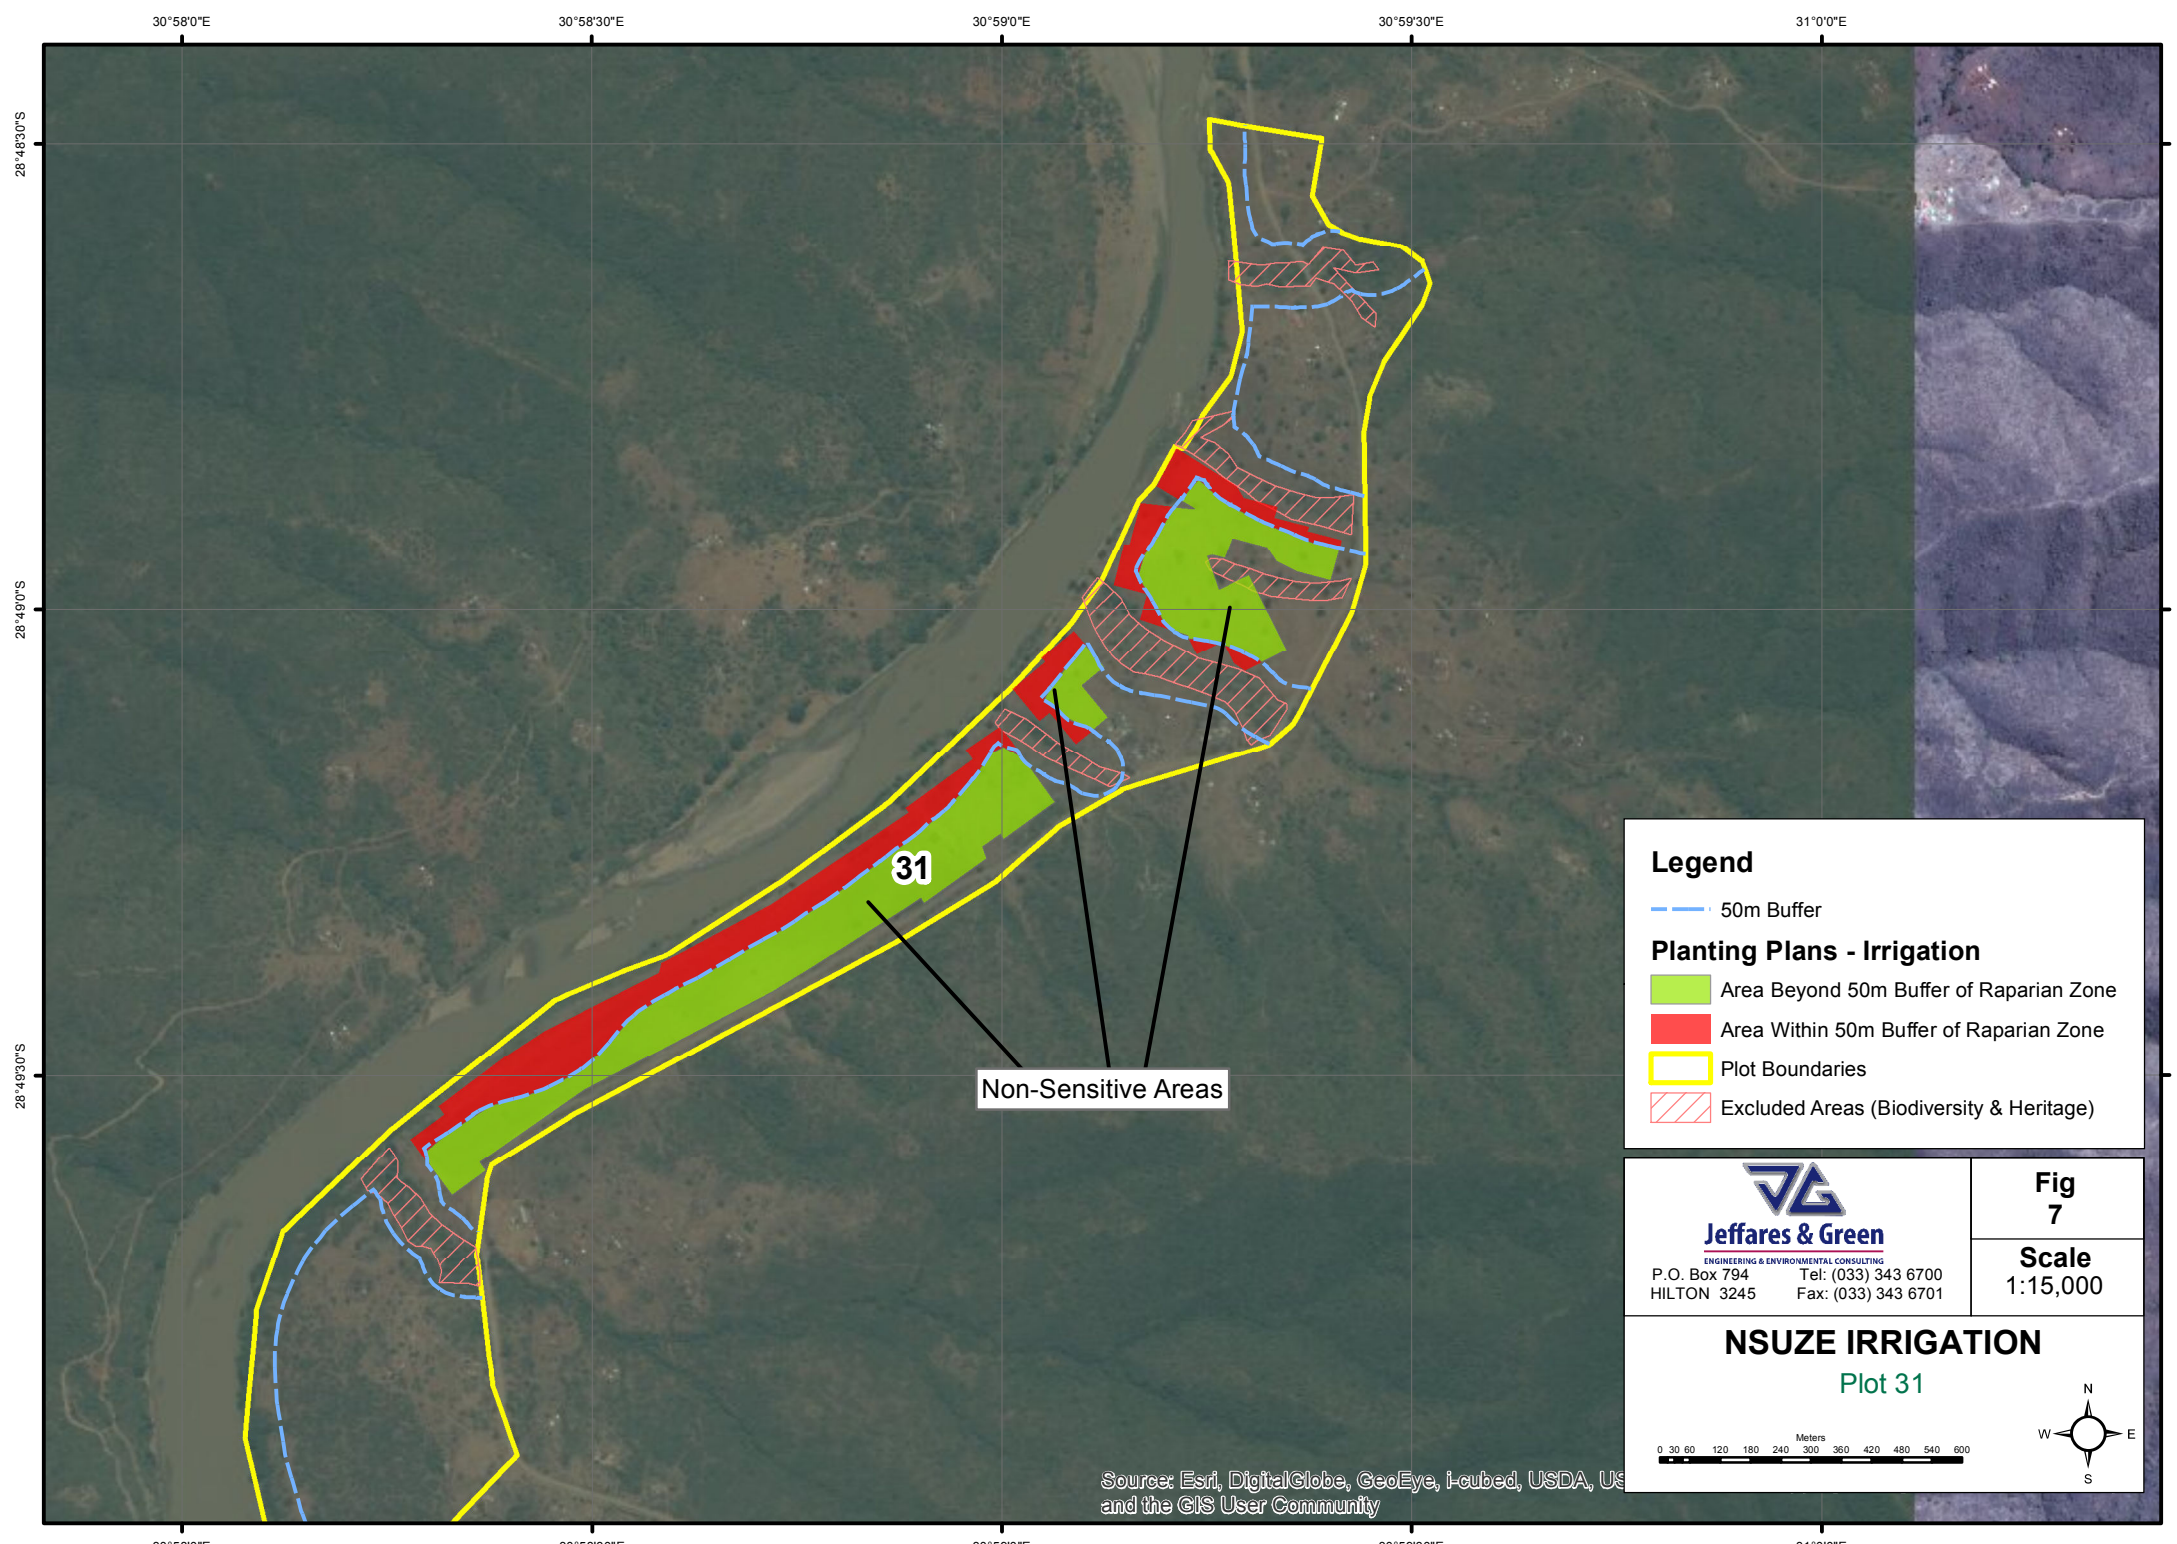 30°58'0"E 30°58'30"E 30°59'0"E 30°59'30"E 31°0'0"E
28°48'30"S
28°49'0"S
28°49'30"S
31
Non-Sensitive Areas
Legend
50m Buffer
Planting Plans - Irrigation
Area Beyond 50m Buffer of Raparian Zone
Area Within 50m Buffer of Raparian Zone
Plot Boundaries
Excluded Areas (Biodiversity & Heritage)
Jeffares & Green
ENGINEERING & ENVIRONMENTAL CONSULTING
P.O. Box 794 Tel: (033) 343 6700
HILTON 3245 Fax: (033) 343 6701
Fig
7
Scale
1:15,000
NSUZE IRRIGATION
Plot 31
Meters
0 30 60 120 180 240 300 360 420 480 540 600
N
W E
S
Source: Esri, DigitalGlobe, GeoEye, i-cubed, USDA, US
and the GIS User Community